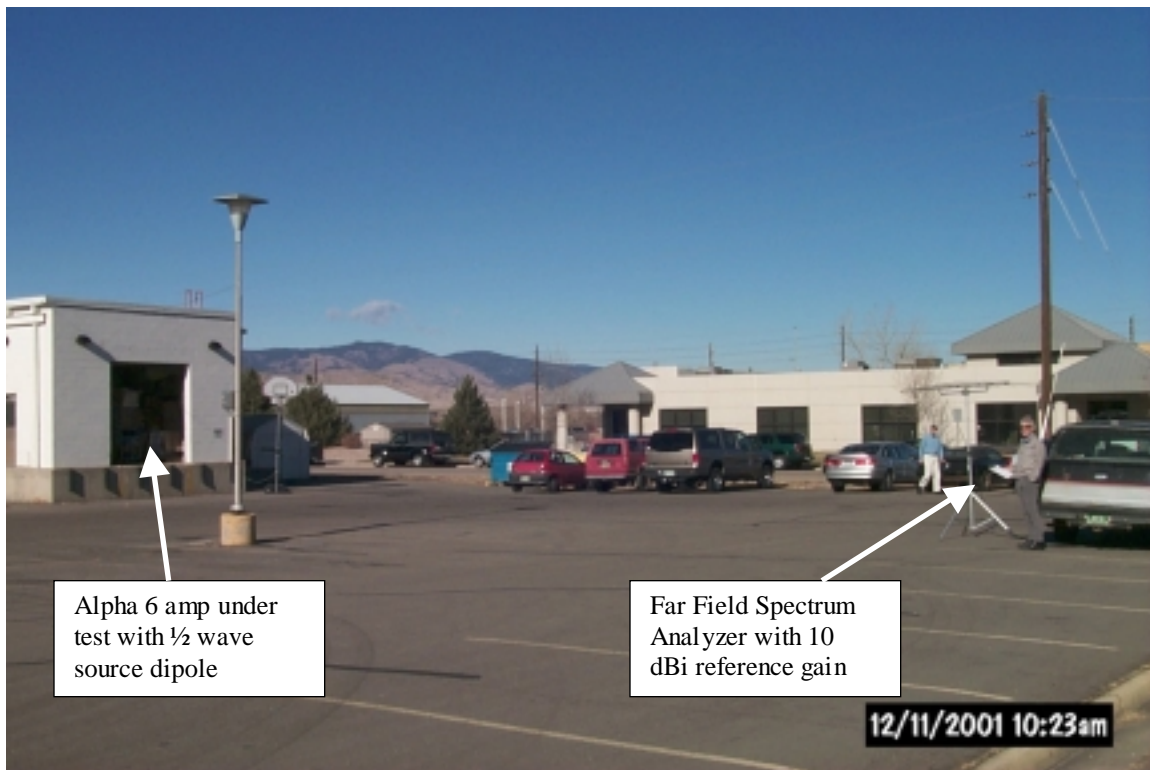 Alpha 6 amp under
test with ½ wave
source dipole
Far Field Spectrum
Analyzer with 10
dBi reference gain
12/11/2001 10:23am